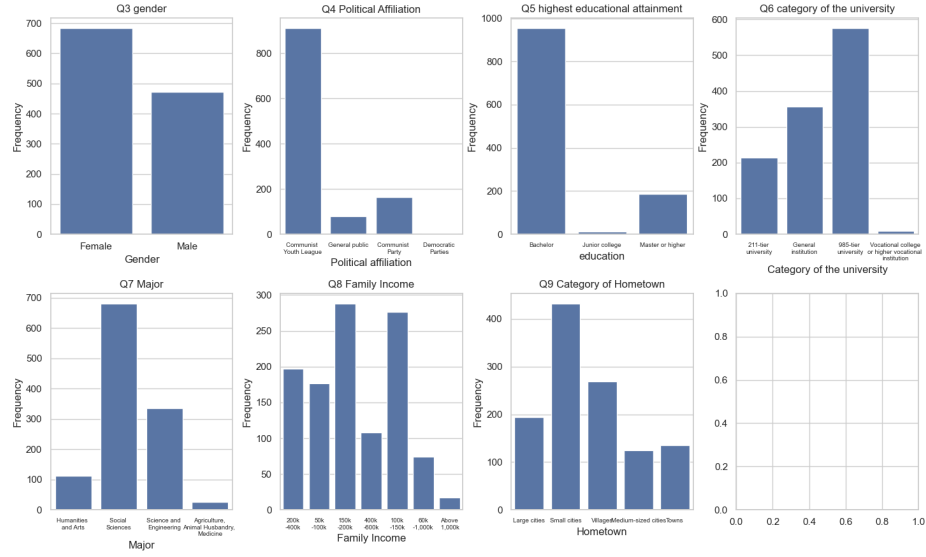 Q3 gender
Frequency
700
600
500
400
300
200
100
0
Female
Male
Gender
Q4 Political Affiliation
Frequency
800
600
400
200
0
Communist
Youth League
General public
Communist
Party
Democratic
Parties
Political affiliation
Q5 highest educational attainment
Frequency
1000
800
600
400
200
0
Bachelor
Junior college
Master or higher
education
Q6 category of the university
Frequency
600
500
400
300
200
100
0
211-tier
university
General
institution
985-tier
university
Vocational college
or higher vocational
institution
Category of the university
Q7 Major
Frequency
700
600
500
400
300
200
100
0
Humanities
and Arts
Social
Sciences
Science and
Engineering
Agriculture,
Animal Husbandry,
Medicine
Major
Q8 Family Income
Frequency
300
250
200
150
100
50
0
200k
-400k
50k
-100k
150k
-200k
400k
-600k
100k
-150k
60k
-1,000k
Above
1,000k
Family Income
Q9 Category of Hometown
Frequency
400
300
200
100
0
Large cities
Small cities
Villages
Medium-sized cities
Towns
Hometown
1.0
0.8
0.6
0.4
0.2
0.0
0.0
0.2
0.4
0.6
0.8
1.0